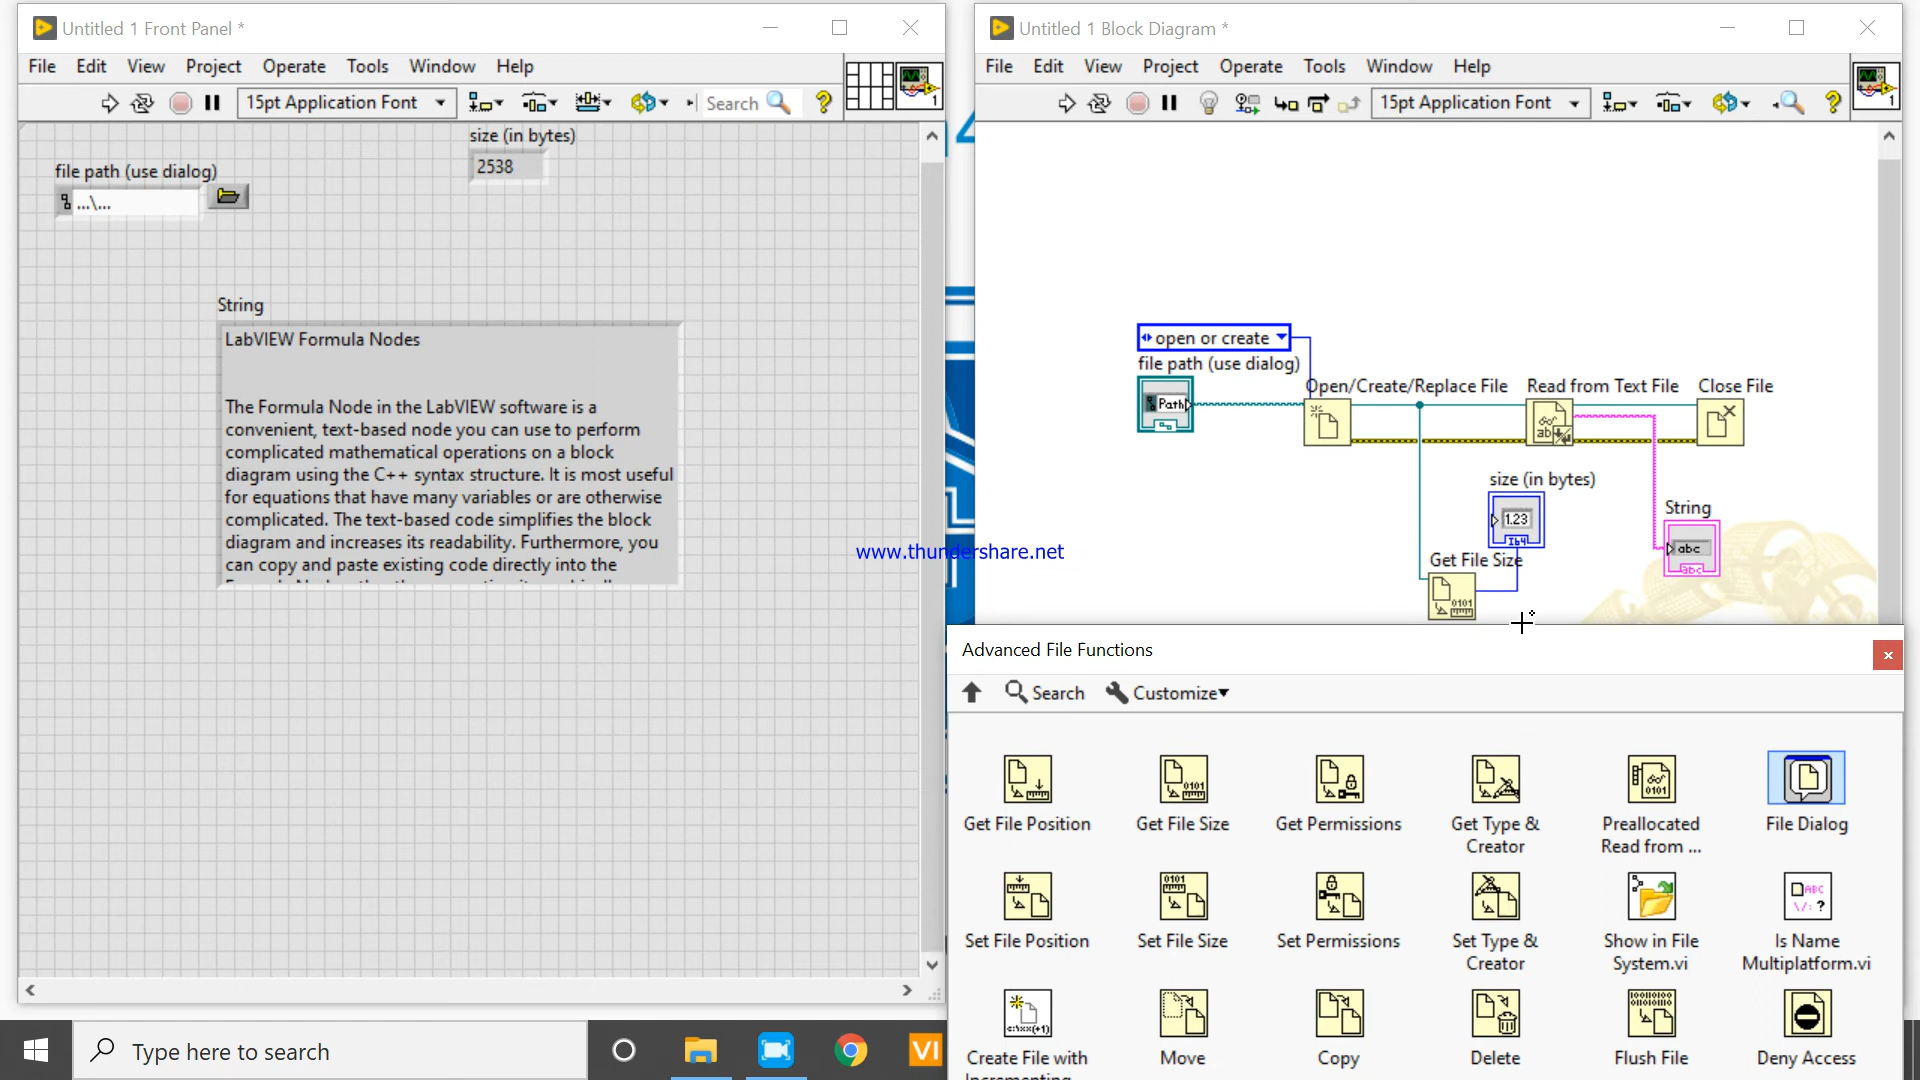 Untitled 1 Front Panel *
File Edit View Project Operate Tools Window Help
15pt Application Font
Search
1
size (in bytes)
2538
file path (use dialog)
...\...
String
LabVIEW Formula Nodes
The Formula Node in the LabVIEW software is a
convenient, text-based node you can use to perform
complicated mathematical operations on a block
diagram using the C++ syntax structure. It is most useful
for equations that have many variables or are otherwise
complicated. The text-based code simplifies the block
diagram and increases its readability. Furthermore, you
can copy and paste existing code directly into the
www.thundershare.net
Untitled 1 Block Diagram *
File Edit View Project Operate Tools Window Help
15pt Application Font
1
open or create
file path (use dialog)
Path
Open/Create/Replace File
Read from Text File
Close File
size (in bytes)
1.23
I64
Get File Size
String
abc
abc
Advanced File Functions
Search Customize
Get File Position
Get File Size
Get Permissions
Get Type &
Creator
Preallocated
Read from ...
File Dialog
Set File Position
Set File Size
Set Permissions
Set Type &
Creator
Show in File
System.vi
Is Name
Multiplatform.vi
Create File with
Incrementing
Move
Copy
Delete
Flush File
Deny Access
Type here to search
VI